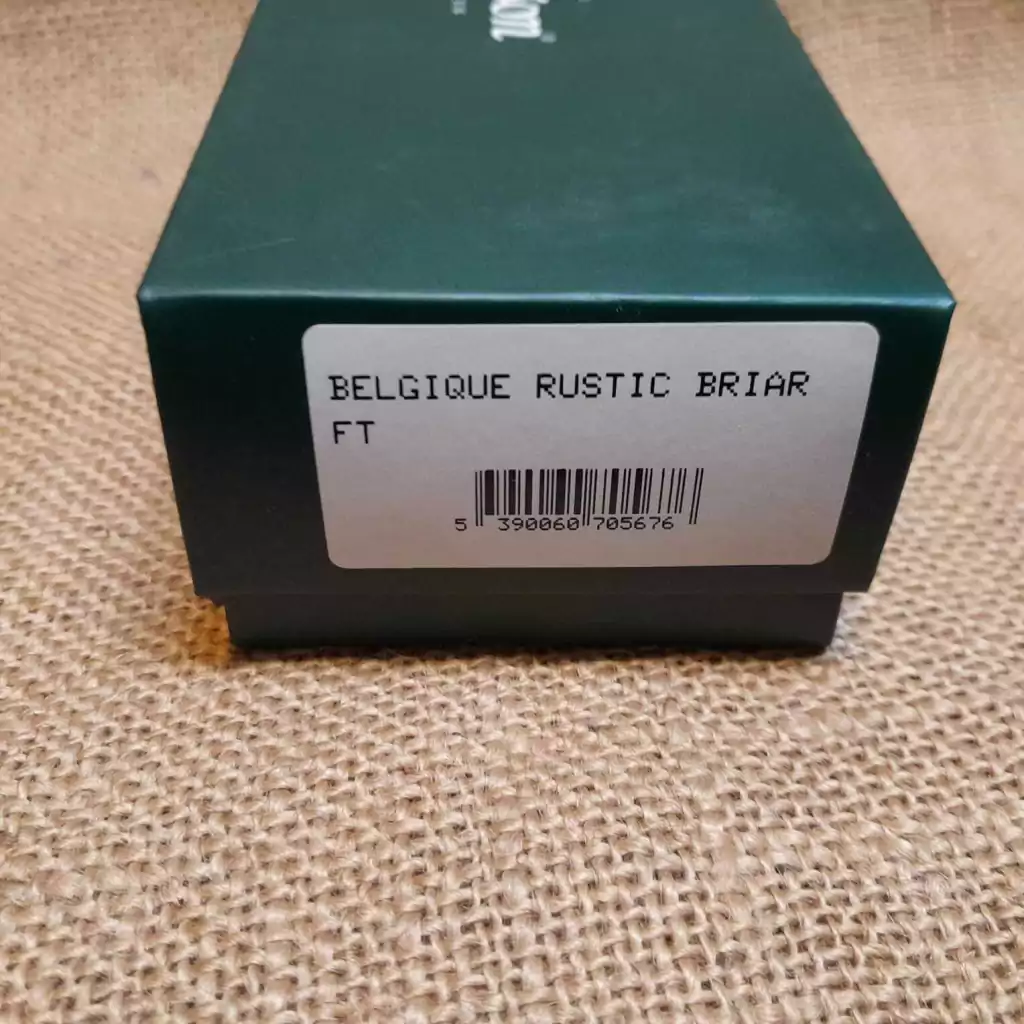 BELGIQUE RUSTIC BRIAR
FT
5 390060 705676